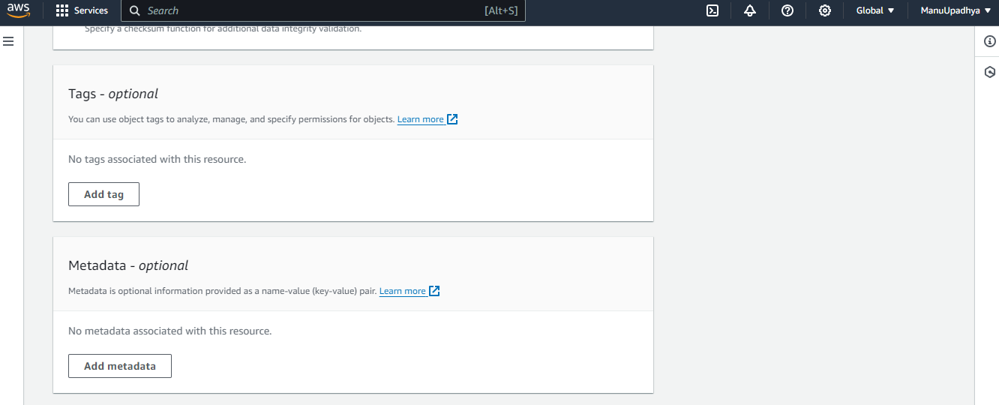 aws Services Search [Alt+S] Global ManuUpadhya
Specify a checksum function for additional data integrity validation.
Tags - optional
You can use object tags to analyze, manage, and specify permissions for objects. Learn more
No tags associated with this resource.
Add tag
Metadata - optional
Metadata is optional information provided as a name-value (key-value) pair. Learn more
No metadata associated with this resource.
Add metadata